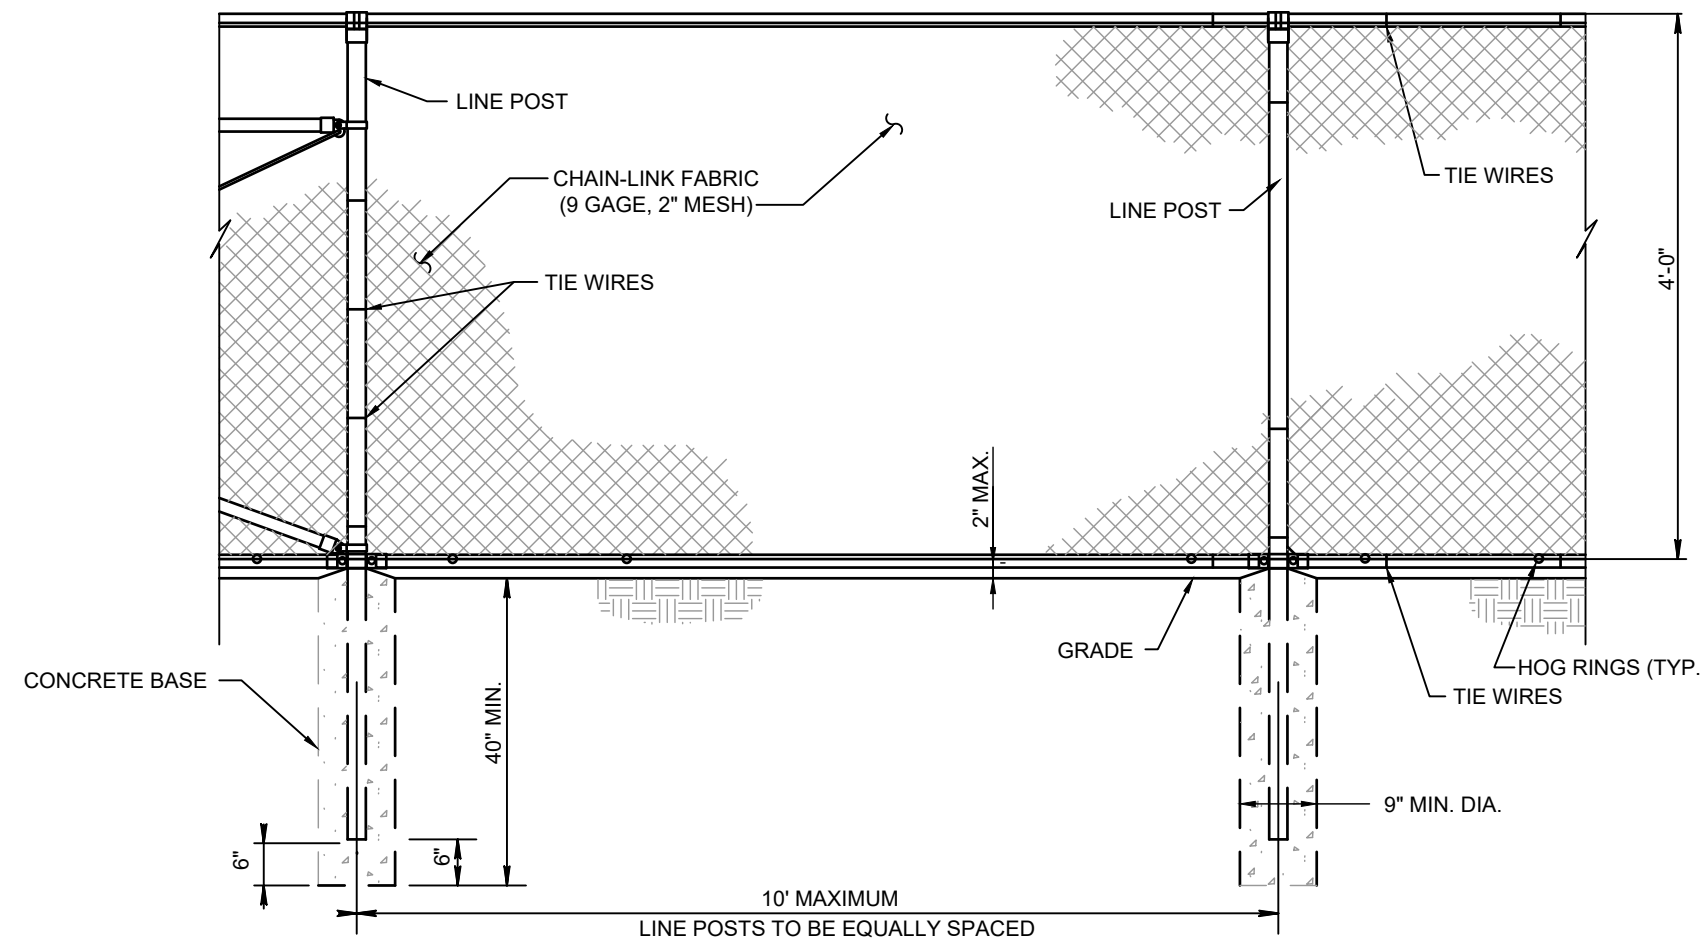 LINE POST
CHAIN-LINK FABRIC
(9 GAGE, 2" MESH)
TIE WIRES
LINE POST
TIE WIRES
4'-0"
2" MAX.
GRADE
HOG RINGS (TYP.
TIE WIRES
CONCRETE BASE
40" MIN.
9" MIN. DIA.
6"
6"
10' MAXIMUM
LINE POSTS TO BE EQUALLY SPACED